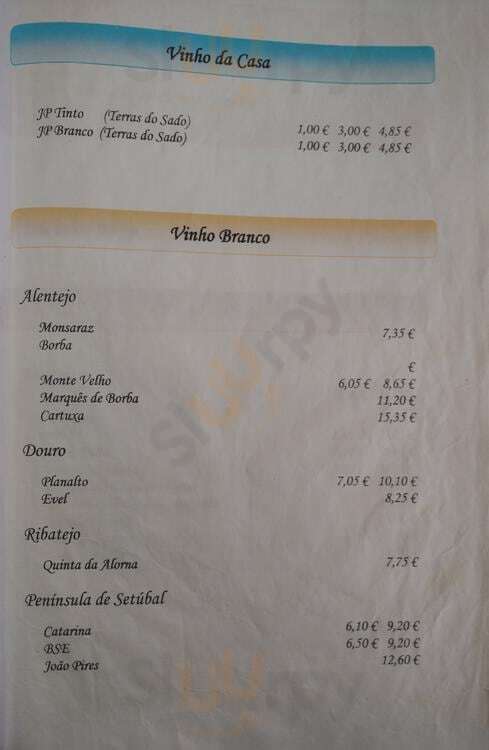 Vinho da Casa
JP Tinto (Terras do Sado) 1,00 € 3,00 € 4,85 €
JP Branco (Terras do Sado) 1,00 € 3,00 € 4,85 €
Vinho Branco
Alentejo
Monsaraz 7,35 €
Borba
€
Monte Velho 6,05 € 8,65 €
Marquês de Borba 11,20 €
Cartuxa 15,35 €
Douro
Planalto 7,05 € 10,10 €
Evel 8,25 €
Ribatejo
Quinta da Alorna 7,75 €
Península de Setúbal
Catarina 6,10 € 9,20 €
BSE 6,50 € 9,20 €
João Pires 12,60 €
sluurpy
sluurpy
sluurpy